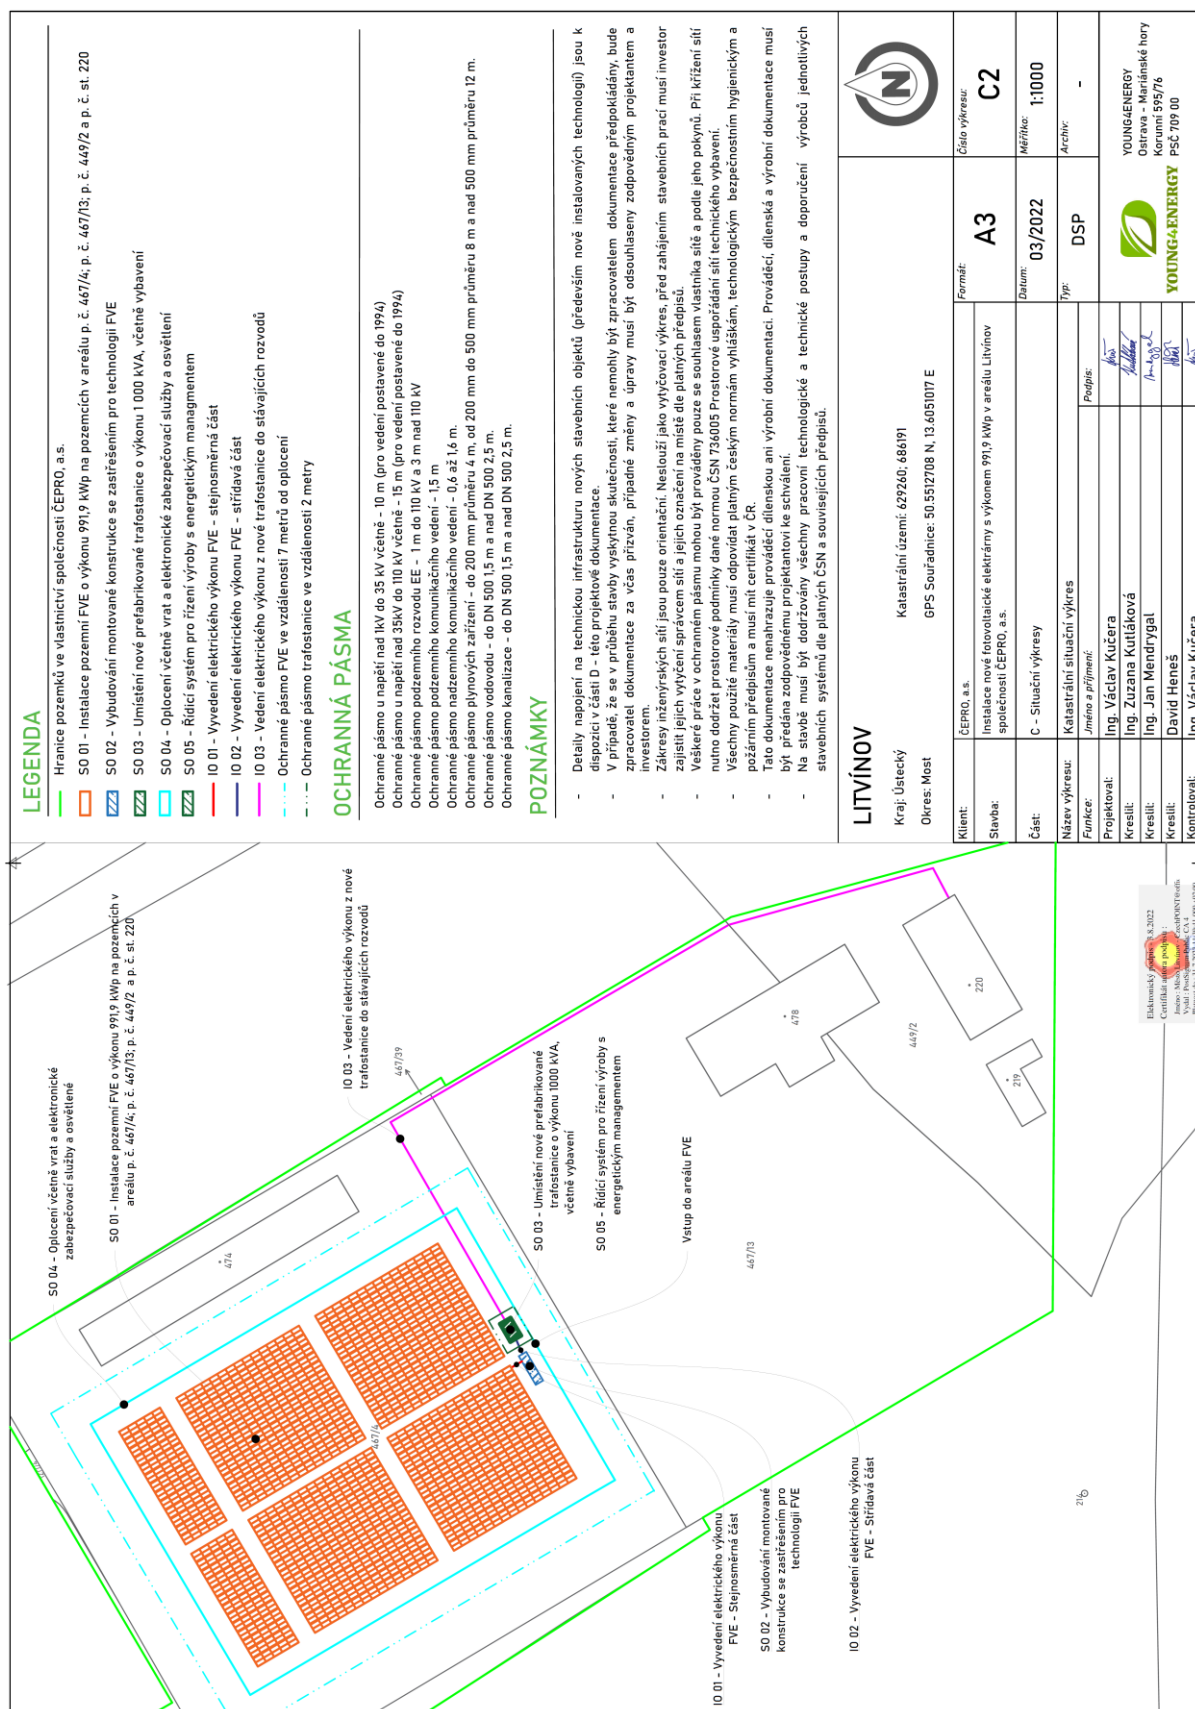 LEGENDA
Hranice pozemků ve vlastnictví společnosti ČEPRO, a.s.
SO 01 - Instalace pozemní FVE o výkonu 991,9 kWp na pozemcích v areálu p. č. 467/4; p. č. 467/13; p. č. 449/2 a p. č. st. 220
SO 02 - Vybudování montované konstrukce se zastřešením pro technologii FVE
SO 03 - Umístění nové prefabrikované trafostanice o výkonu 1 000 kVA, včetně vybavení
SO 04 - Oplocení včetně vrat a elektronické zabezpečovací služby a osvětlení
SO 05 - Řídicí systém pro řízení výroby s energetickým managmentem
IO 01 - Vyvedení elektrického výkonu FVE - stejnosměrná část
IO 02 - Vyvedení elektrického výkonu FVE - střídavá část
IO 03 - Vedení elektrického výkonu z nové trafostanice do stávajících rozvodů
Ochranné pásmo FVE ve vzdálenosti 7 metrů od oplocení
Ochranné pásmo trafostanice ve vzdálenosti 2 metry
OCHRANNÁ PÁSMA
Ochranné pásmo u napětí nad 1kV do 35 kV včetně - 10 m (pro vedení postavené do 1994)
Ochranné pásmo u napětí nad 35kV do 110 kV včetně - 15 m (pro vedení postavené do 1994)
Ochranné pásmo podzemního rozvodu EE - 1 m do 110 kV a 3 m nad 110 kV
Ochranné pásmo podzemního komunikačního vedení - 1,5 m
Ochranné pásmo nadzemního komunikačního vedení - 0,6 až 1,6 m.
Ochranné pásmo plynových zařízení - do 200 mm průměru 4 m, od 200 mm do 500 mm průměru 8 m a nad 500 mm průměru 12 m.
Ochranné pásmo vodovodu - do DN 500 1,5 m a nad DN 500 2,5 m.
Ochranné pásmo kanalizace - do DN 500 1,5 m a nad DN 500 2,5 m.
POZNÁMKY
- Detaily napojení na technickou infrastrukturu nových stavebních objektů (především nově instalovaných technologií) jsou k
dispozici v části D - této projektové dokumentace.
- V případě, že se v průběhu stavby vyskytnou skutečnosti, které nemohly být zpracovatelem dokumentace předpokládány, bude
zpracovatel dokumentace za včas přizván, případné změny a úpravy musí být odsouhlaseny zodpovědným projektantem a
investorem.
- Zákresy inženýrských sítí jsou pouze orientační. Neslouží jako vytyčovací výkres, před zahájením stavebních prací musí investor
zajistit jejich vytyčení správcem sítí a jejich označení na místě dle platných předpisů.
- Veškeré práce v ochranném pásmu mohou být prováděny pouze se souhlasem vlastníka sítě a podle jeho pokynů. Při křížení sítí
nutno dodržet prostorové podmínky dané normou ČSN 736005 Prostorové uspořádání sítí technického vybavení.
- Všechny použité materiály musí odpovídat platným českým normám vyhláškám, technologickým bezpečnostním hygienickým a
požárním předpisům a musí mít certifikát v ČR.
- Tato dokumentace nenahrazuje prováděcí dílenskou ani výrobní dokumentaci. Prováděcí, dílenská a výrobní dokumentace musí
být předána zodpovědnému projektantovi ke schválení.
- Na stavbě musí být dodržovány všechny pracovní technologické a technické postupy a doporučení výrobců jednotlivých
stavebních systémů dle platných ČSN a souvisejících předpisů.
LITVÍNOV
Kraj: Ústecký
Katastrální území: 629260; 686191
Okres: Most
GPS Souřadnice: 50.5512708 N, 13.6051017 E
N
Klient: ČEPRO, a.s.
Stavba: Instalace nové fotovoltaické elektrárny s výkonem 991,9 kWp v areálu Litvínov
společnosti ČEPRO, a.s.
Část: C - Situační výkresy
Název výkresu: Katastrální situační výkres
Formát: A3
Číslo výkresu: C2
Datum: 03/2022
Měřítko: 1:1000
Typ: DSP
Archiv: -
Funkce: Jméno a příjmení: Podpis:
Projektoval: Ing. Václav Kučera
Kreslil: Ing. Zuzana Kutláková
Kreslil: Ing. Jan Mendrygal
Kreslil: David Heneš
Kontroloval: Ing. Václav Kučera
YOUNG4ENERGY
YOUNG4ENERGY
Ostrava - Mariánské hory
Korunní 595/76
PSČ 709 00
SO 04 - Oplocení včetně vrat a elektronické
zabezpečovací služby a osvětlené
SO 01 - Instalace pozemní FVE o výkonu 991,9 kWp na pozemcích v
areálu p. č. 467/4; p. č. 467/13; p. č. 449/2 a p. č. st. 220
IO 03 - Vedení elektrického výkonu z nové
trafostanice do stávajících rozvodů
467/39
474
SO 03 - Umístění nové prefabrikované
trafostanice o výkonu 1000 kVA,
včetně vybavení
SO 05 - Řídící systém pro řízení výroby s
energetickým managementem
Vstup do areálu FVE
467/4
467/13
478
449/2
220
219
IO 01 - Vyvedení elektrického výkonu
FVE - Stejnosměrná část
SO 02 - Vybudování montované
konstrukce se zastřešením pro
technologii FVE
IO 02 - Vyvedení elektrického výkonu
FVE - Střídavá část
Elektronický podpis - 3.8.2022
Certifikát autora podpisu :